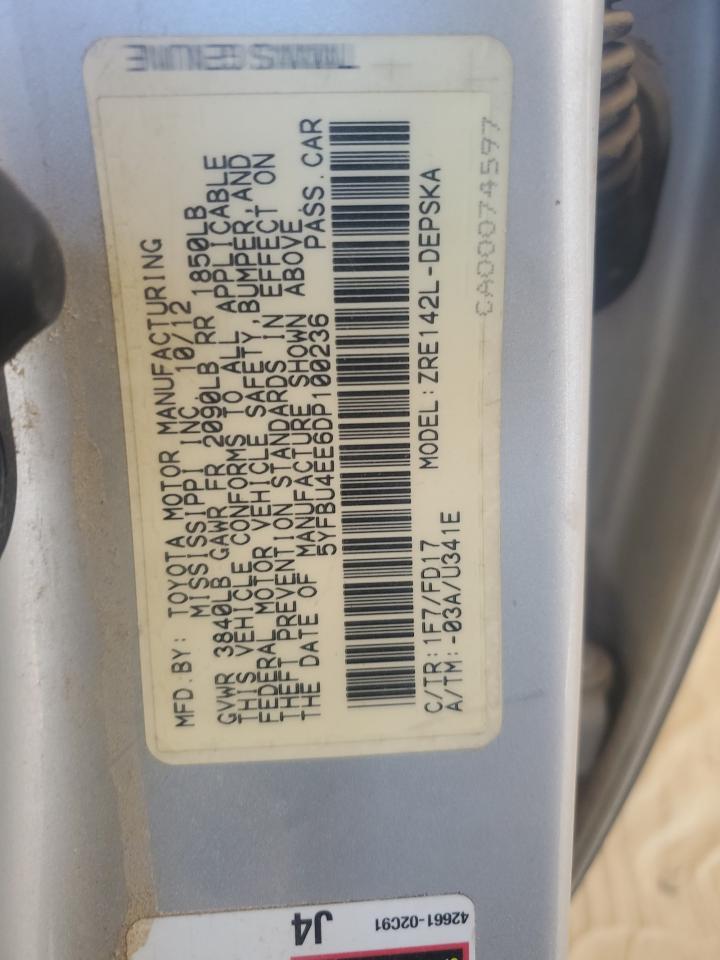 MFD.BY: TOYOTA MOTOR MANUFACTURING
MISSISSIPPI INC 10/12
GVWR 3840LB GAWR FR 2090LB RR 1850LB
THIS VEHICLE CONFORMS TO ALL APPLICABLE
FEDERAL MOTOR VEHICLE SAFETY,BUMPER,AND
THEFT PREVENTION STANDARDS IN EFFECT ON
THE DATE OF MANUFACTURE SHOWN ABOVE
5YFBU4EE6DP100236 PASS.CAR
C/TR:1F7/FD17 MODEL:ZRE142L-DEPSKA
A/TM:-03A/U341E
CA00074597
GENUINE
42661-02C91
J4